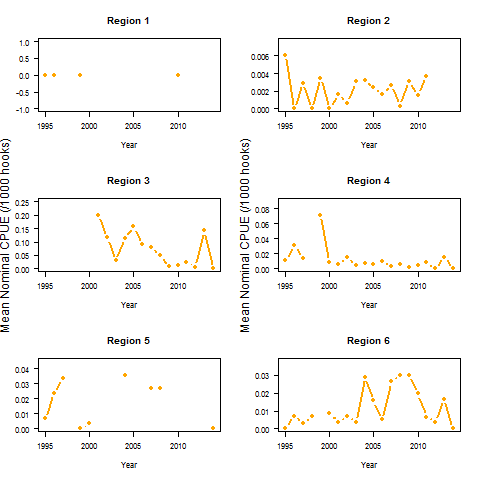 Region 1
1.0
0.5
0.0
-0.5
-1.0
1995 2000 2005 2010
Year
Region 2
0.006
0.004
0.002
0.000
1995 2000 2005 2010
Year
Region 3
0.25
0.20
0.15
0.10
0.05
0.00
1995 2000 2005 2010
Year
Region 4
0.08
0.06
0.04
0.02
0.00
1995 2000 2005 2010
Year
Region 5
0.04
0.03
0.02
0.01
0.00
1995 2000 2005 2010
Year
Region 6
0.03
0.02
0.01
0.00
1995 2000 2005 2010
Year
Mean Nominal CPUE (/1000 hooks)
Mean Nominal CPUE (/1000 hooks)